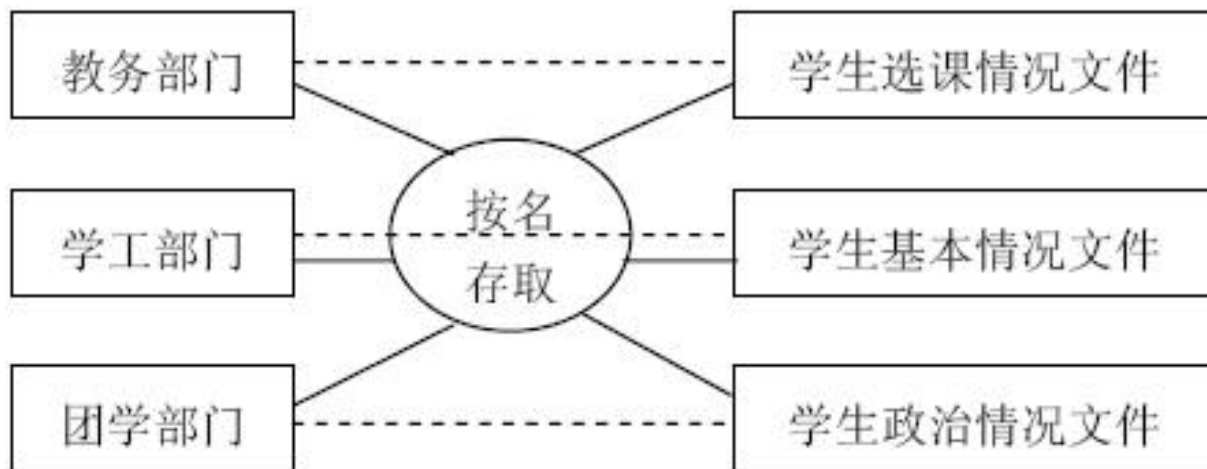 教务部门
学生选课情况文件
按名
存取
学工部门
学生基本情况文件
团学部门
学生政治情况文件